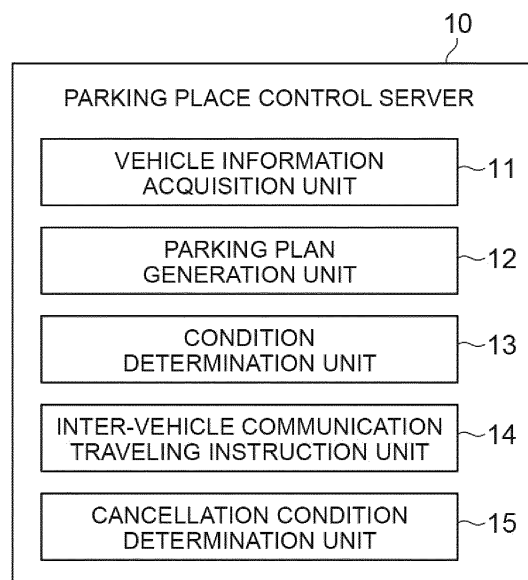 10
PARKING PLACE CONTROL SERVER
VEHICLE INFORMATION
ACQUISITION UNIT
11
PARKING PLAN
GENERATION UNIT
12
CONDITION
DETERMINATION UNIT
13
INTER-VEHICLE COMMUNICATION
TRAVELING INSTRUCTION UNIT
14
CANCELLATION CONDITION
DETERMINATION UNIT
15